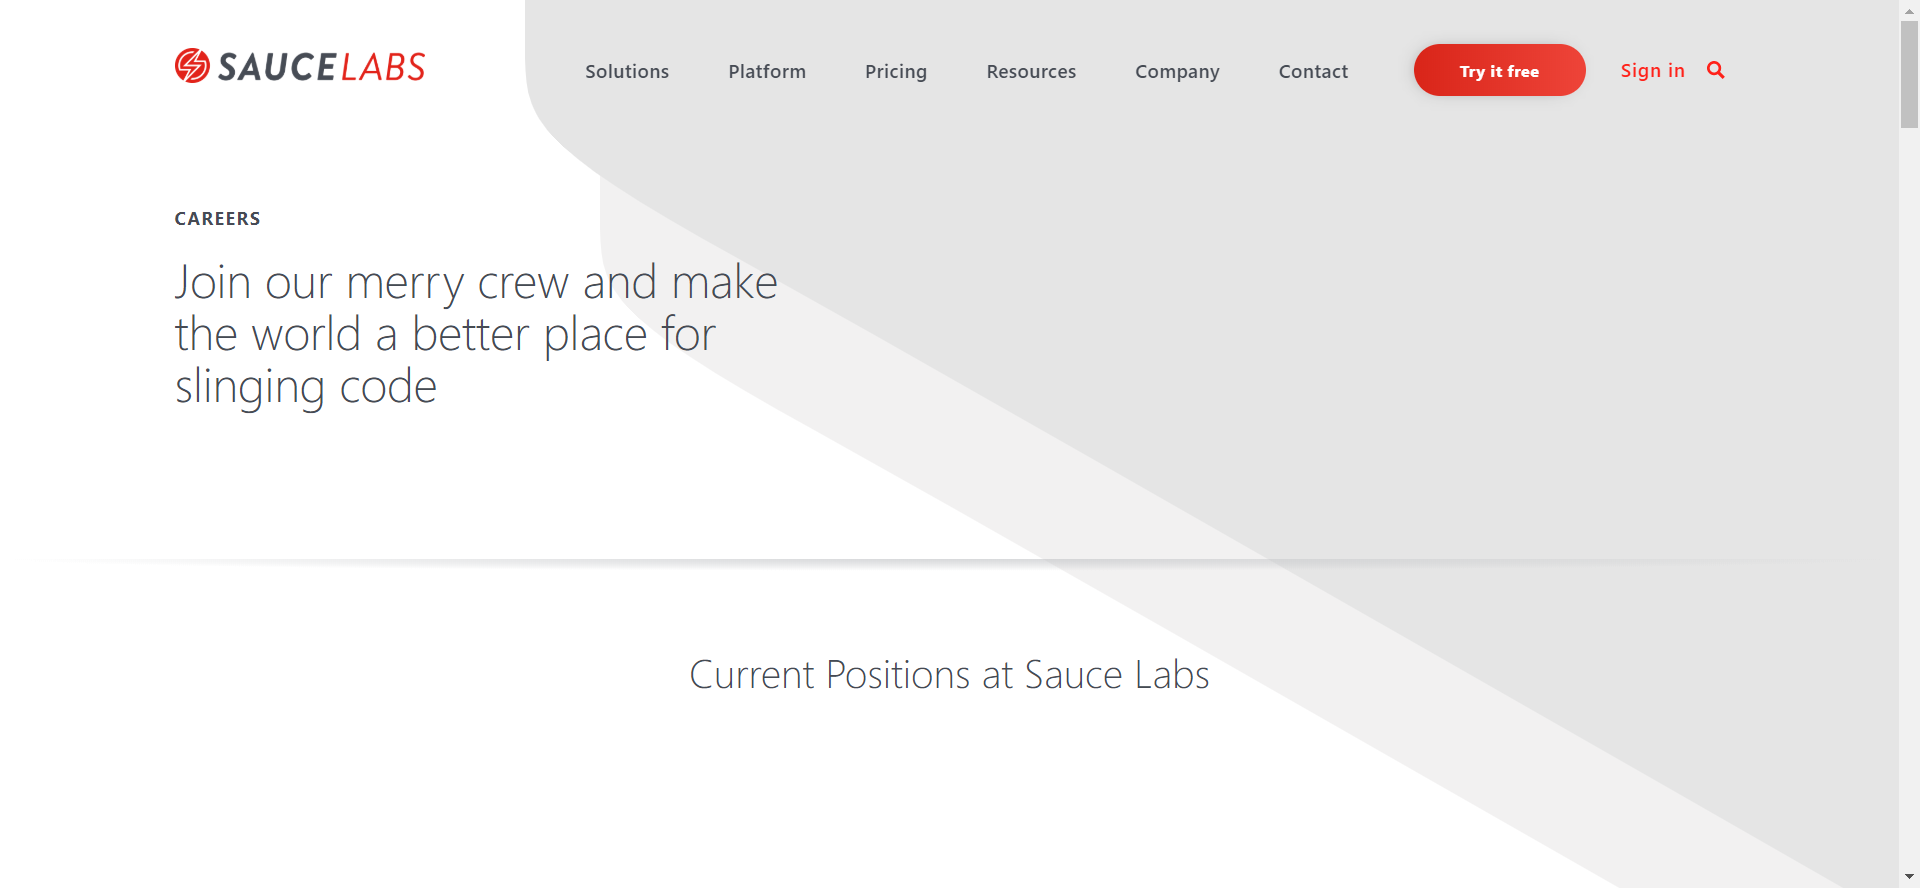 SAUCELABS
Solutions
Platform
Pricing
Resources
Company
Contact
Try it free
Sign in
CAREERS
Join our merry crew and make
the world a better place for
slinging code
Current Positions at Sauce Labs